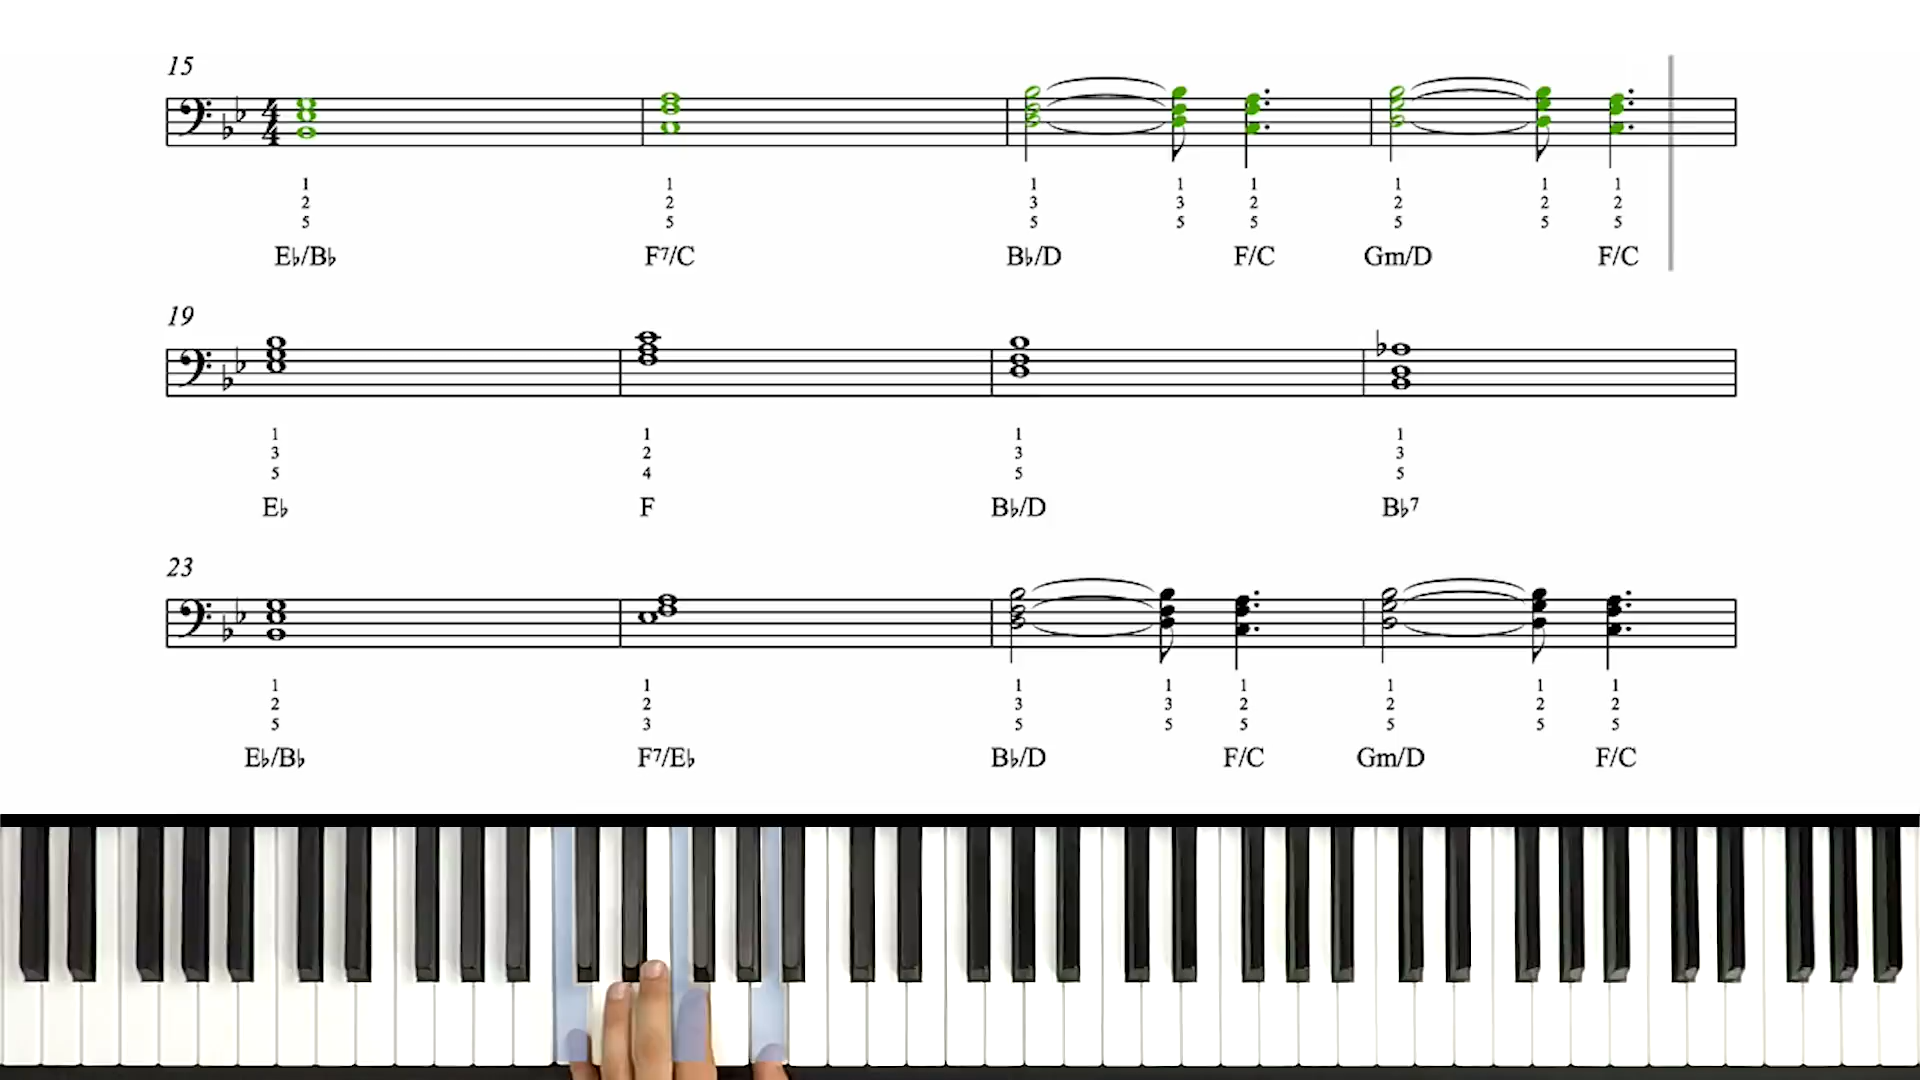 15
4
4
1 1 1 1 1 1 1 1
2 2 3 3 2 2 2 2
5 5 5 5 5 5 5 5
E♭/B♭ F7/C B♭/D F/C Gm/D F/C
19
1 1 1 1
3 2 3 3
5 4 5 5
E♭ F B♭/D B♭7
23
1 1 1 1 1 1 1 1
2 2 3 3 2 2 2 2
5 3 5 5 5 5 5 5
E♭/B♭ F7/E♭ B♭/D F/C Gm/D F/C